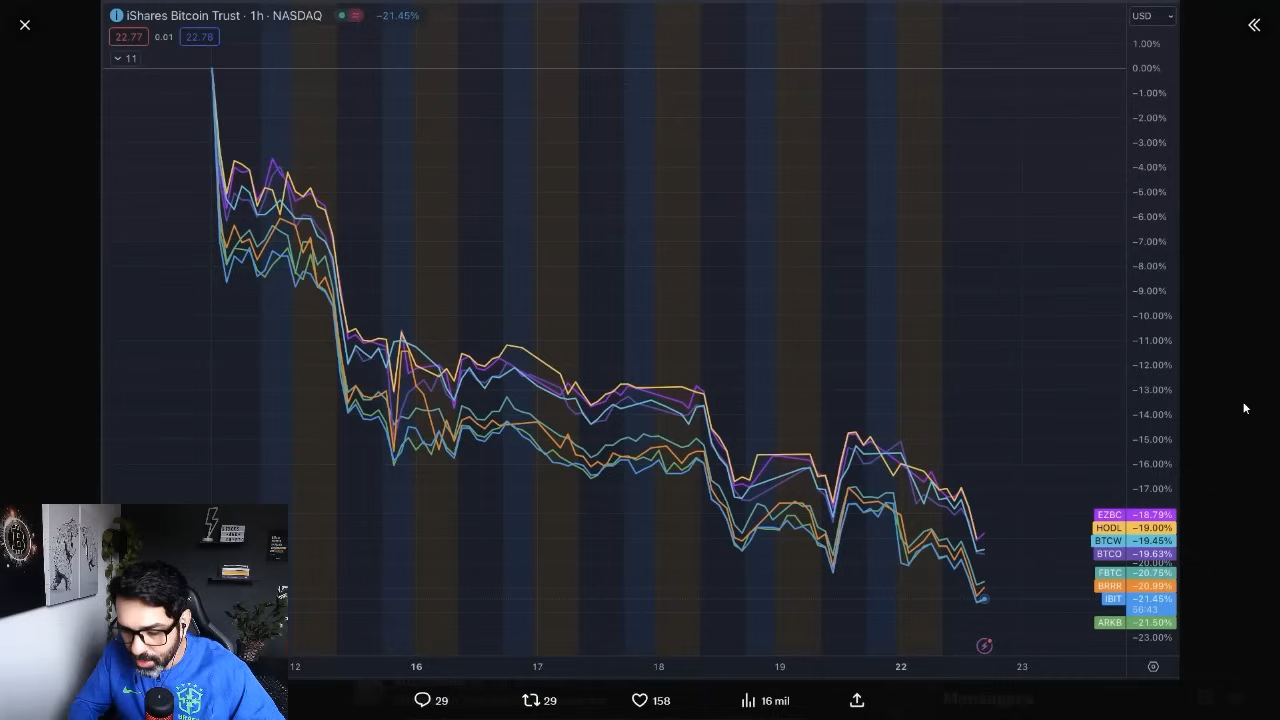 iShares Bitcoin Trust · 1h · NASDAQ −21.45%
USD
22.77 0.01 22.78
11
1.00%
0.00%
−1.00%
−2.00%
−3.00%
−4.00%
−5.00%
−6.00%
−7.00%
−8.00%
−9.00%
−10.00%
−11.00%
−12.00%
−13.00%
−14.00%
−15.00%
−16.00%
−17.00%
EZBC −18.79%
HODL −19.00%
BTCW −19.45%
BTCO −19.63%
−20.00%
FBTC −20.75%
BRRR −20.99%
IBIT −21.45%
56:43
ARKB −21.50%
−23.00%
12 16 17 18 19 22 23
29 29 158 16 mil